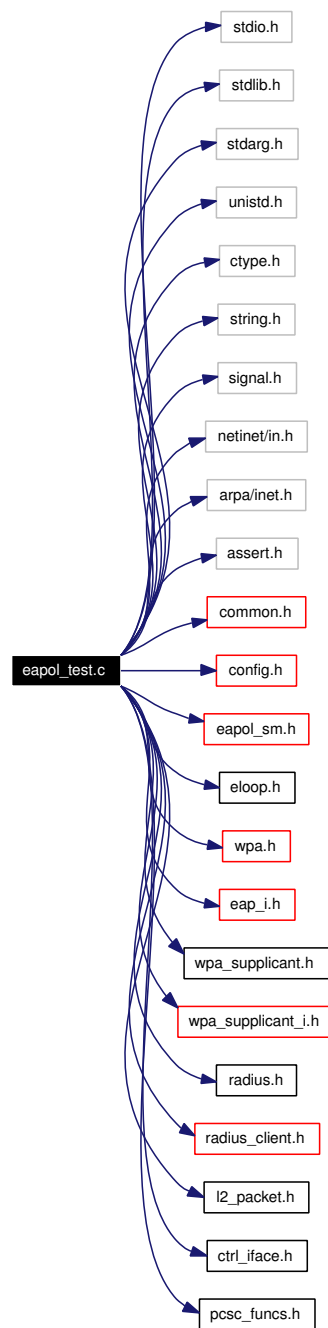 stdio.h
stdlib.h
stdarg.h
unistd.h
ctype.h
string.h
signal.h
netinet/in.h
arpa/inet.h
assert.h
common.h
eapol_test.c
config.h
eapol_sm.h
eloop.h
wpa.h
eap_i.h
wpa_supplicant.h
wpa_supplicant_i.h
radius.h
radius_client.h
l2_packet.h
ctrl_iface.h
pcsc_funcs.h